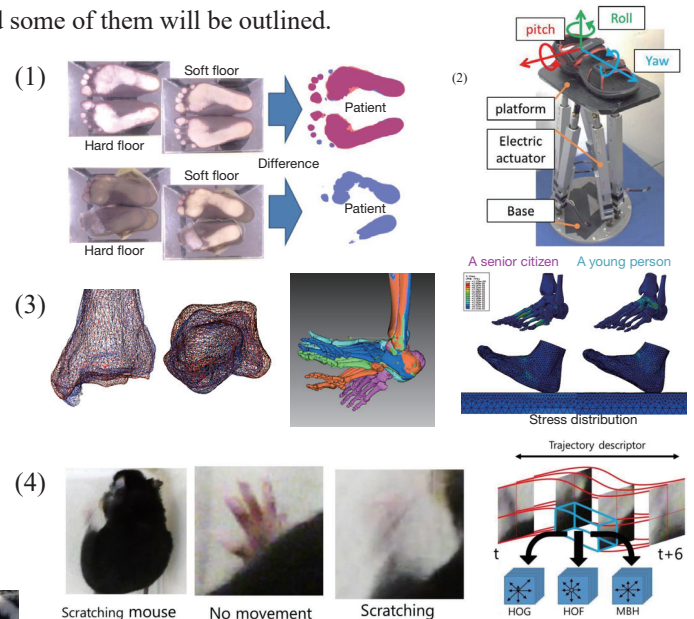 d some of them will be outlined.
(1)
Soft floor
Patient
Hard floor
Difference
Soft floor
Patient
Hard floor
(2)
Roll
pitch
Yaw
platform
Electric
actuator
Base
(3)
A senior citizen
A young person
Stress distribution
(4)
Scratching mouse
No movement
Scratching
Trajectory descriptor
t
t+6
HOG
HOF
MBH